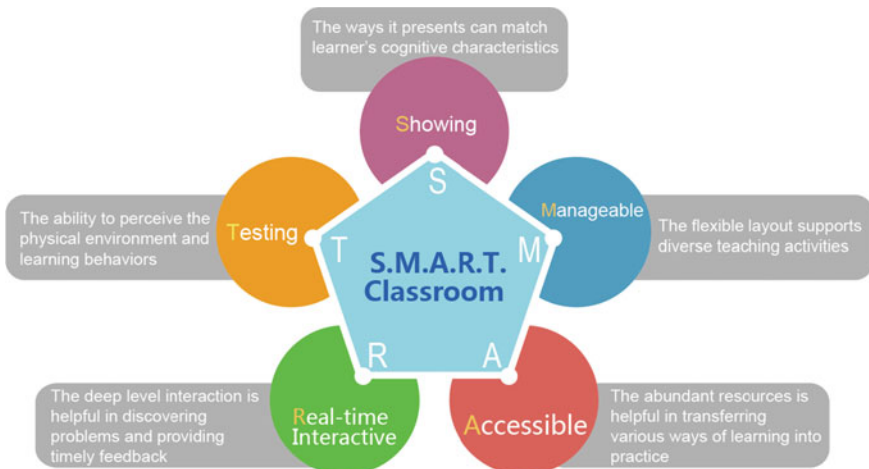 The ways it presents can match
learner's cognitive characteristics
Showing
S
The ability to perceive the
physical environment and
learning behaviors
Testing
T
S.M.A.R.T.
Classroom
M
Manageable
The flexible layout supports
diverse teaching activities
R
A
The deep level interaction is
helpful in discovering
problems and providing
timely feedback
Real-time
Interactive
Accessible
The abundant resources is
helpful in transferring
various ways of learning into
practice